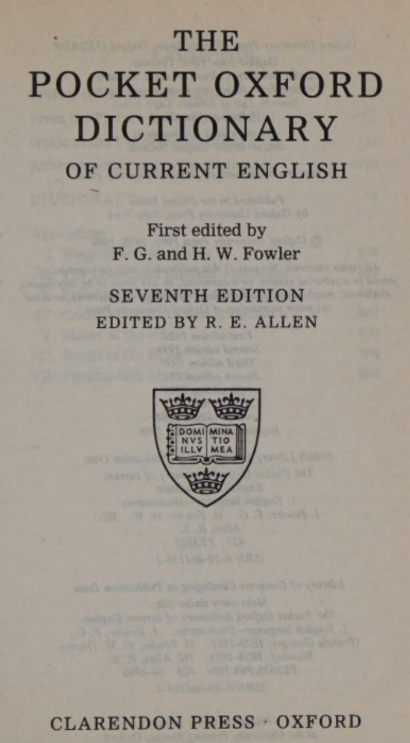 THE
POCKET OXFORD
DICTIONARY
OF CURRENT ENGLISH
First edited by
F. G. and H. W. Fowler
SEVENTH EDITION
EDITED BY R. E. ALLEN
DOMI MINA
NVS TIO
ILLV MEA
CLARENDON PRESS · OXFORD